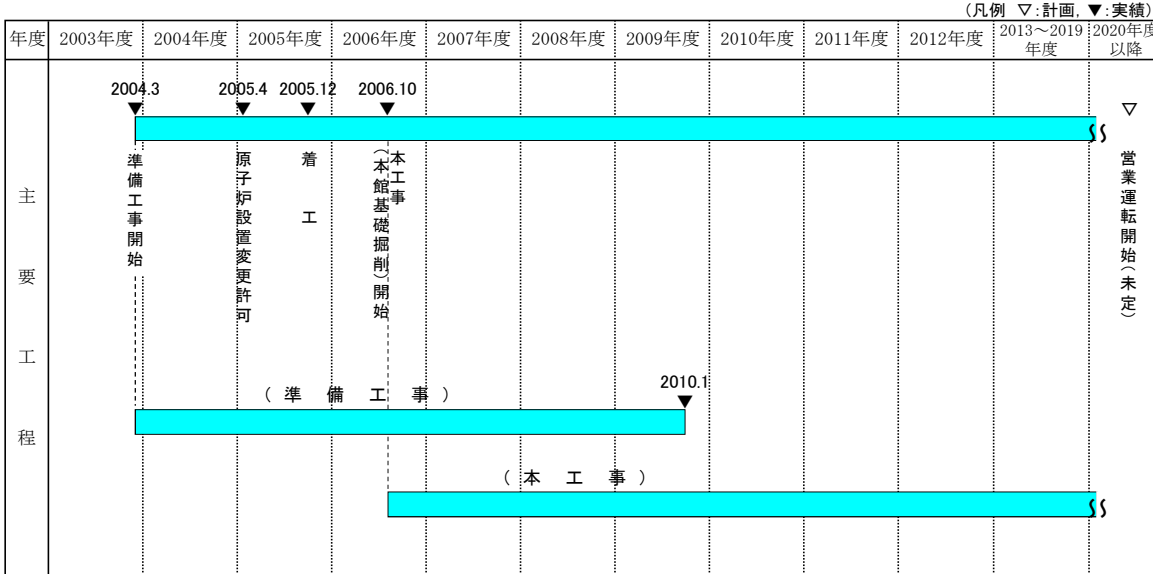 (凡例 ▽:計画, ▼:実績)
年度 2003年度 2004年度 2005年度 2006年度 2007年度 2008年度 2009年度 2010年度 2011年度 2012年度 2013～2019年度 2020年度以降
主要工程
2004.3 2005.4 2005.12 2006.10
▼ ▼ ▼ ▼ ▽
準備工事開始
原子炉設置変更許可
着工
本工事
(本館基礎掘削)開始
営業運転開始(未定)
(準備工事)
2010.1
▼
(本工事)